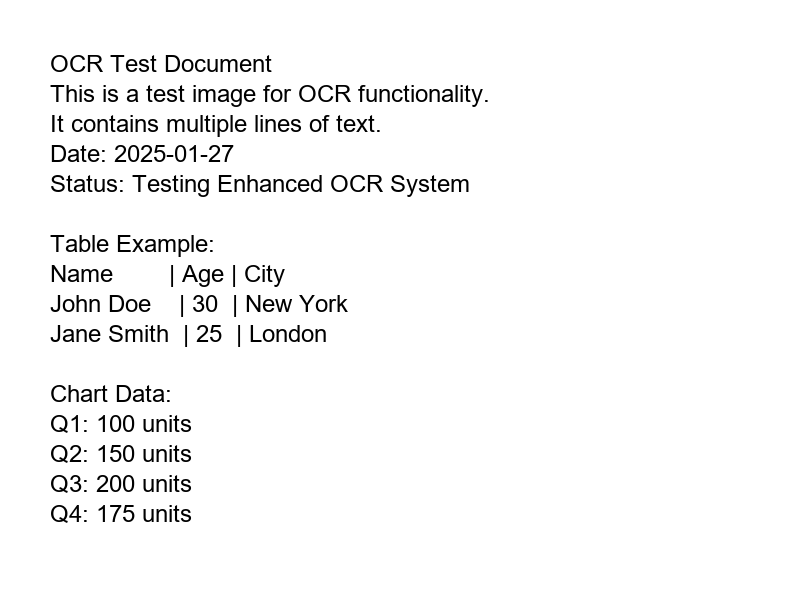 OCR Test Document
This is a test image for OCR functionality.
It contains multiple lines of text.
Date: 2025-01-27
Status: Testing Enhanced OCR System
Table Example:
Name | Age | City
John Doe | 30 | New York
Jane Smith | 25 | London
Chart Data:
Q1: 100 units
Q2: 150 units
Q3: 200 units
Q4: 175 units